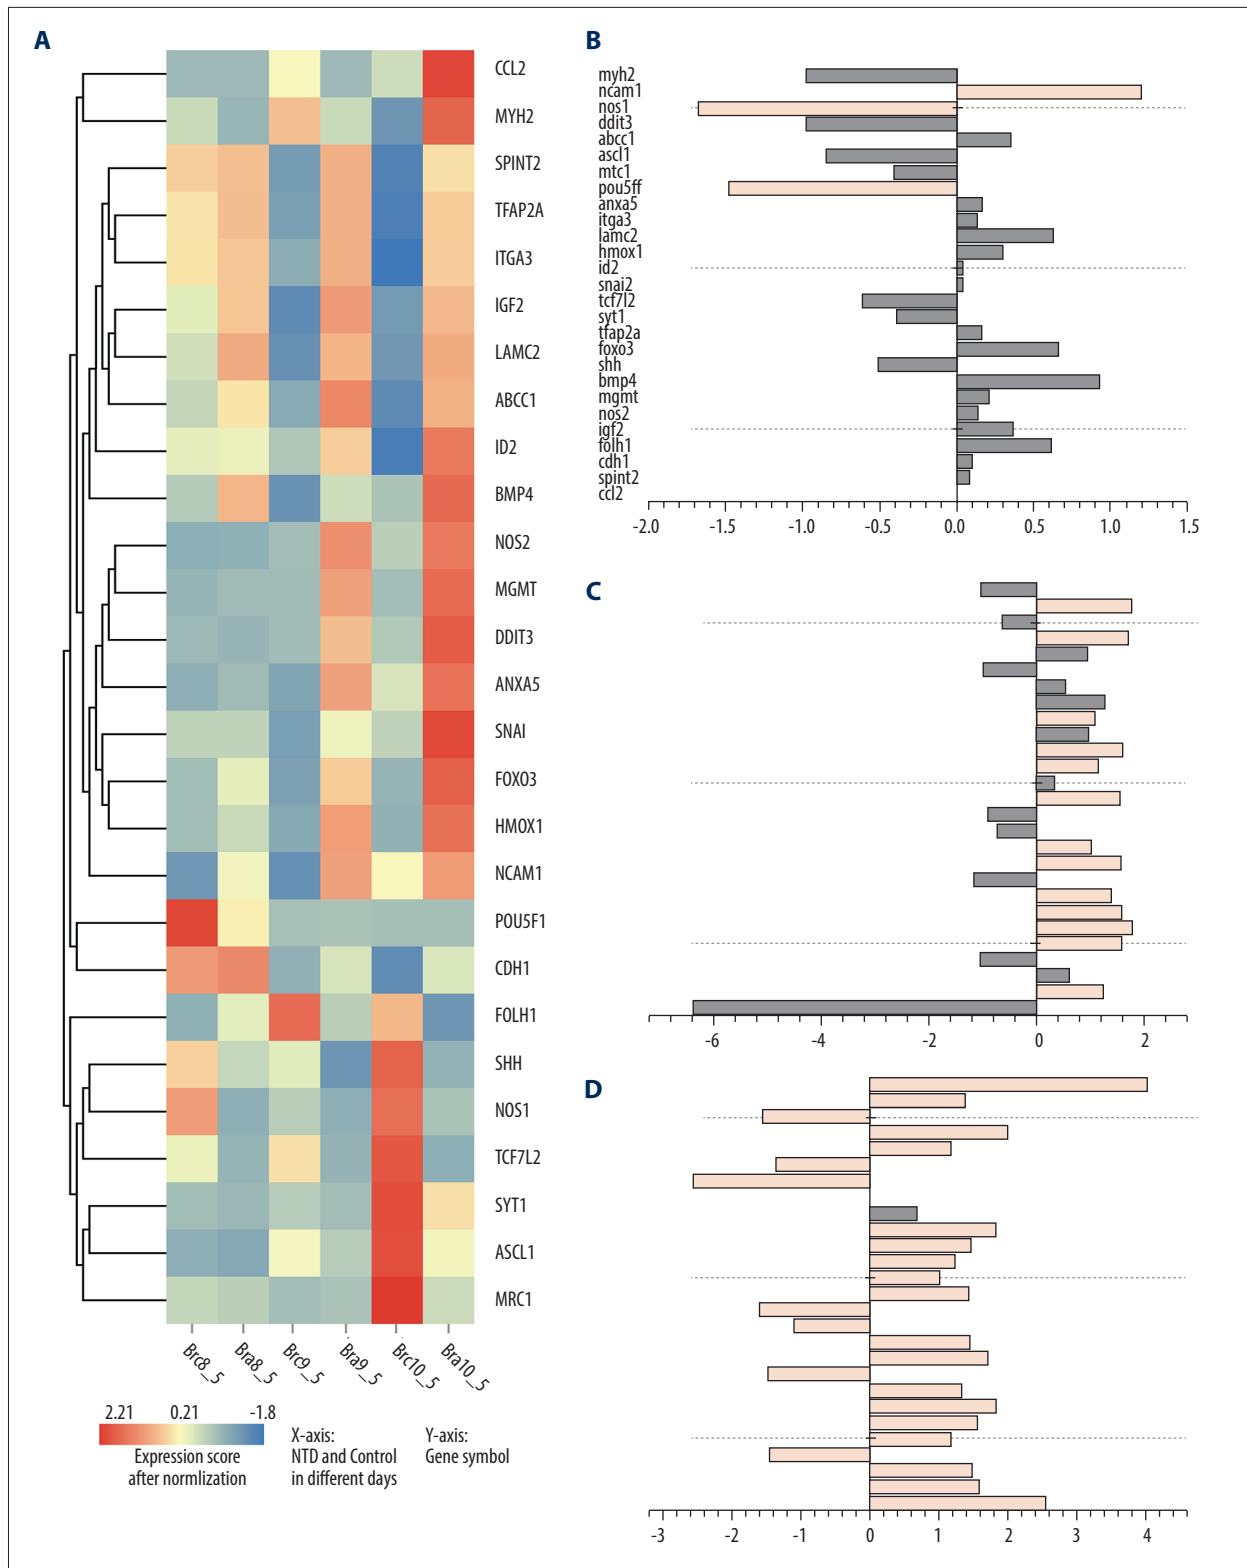 A
CCL2
MYH2
SPINT2
TFAP2A
ITGA3
IGF2
LAMC2
ABCC1
ID2
BMP4
NOS2
MGMT
DDIT3
ANXA5
SNAI
FOXO3
HMOX1
NCAM1
POU5F1
CDH1
FOLH1
SHH
NOS1
TCF7L2
SYT1
ASCL1
MRC1
Brc8_5
Bra8_5
Brc9_5
Bra9_5
Brc10_5
Bra10_5
2.21 0.21 -1.8
Expression score
after normlization
X-axis:
NTD and Control
in different days
Y-axis:
Gene symbol
B
myh2
ncam1
nos1
ddit3
abcc1
ascl1
mtc1
pou5ff
anxa5
itga3
lamc2
hmox1
id2
snai2
tcf7l2
syt1
tfap2a
foxo3
shh
bmp4
mgmt
nos2
igf2
folh1
cdh1
spint2
ccl2
-2.0 -1.5 -1.0 -0.5 0.0 0.5 1.0 1.5
C
-6 -4 -2 0 2
D
-3 -2 -1 0 1 2 3 4